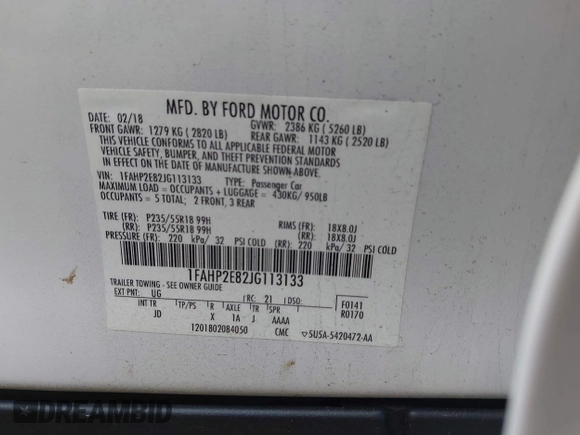 MFD. BY FORD MOTOR CO.
DATE: 02/18 GVWR: 2386 KG ( 5260 LB)
FRONT GAWR: 1279 KG ( 2820 LB) REAR GAWR: 1143 KG ( 2520 LB)
THIS VEHICLE CONFORMS TO ALL APPLICABLE FEDERAL MOTOR
VEHICLE SAFETY, BUMPER, AND THEFT PREVENTION STANDARDS
IN EFFECT ON THE DATE OF MANUFACTURE SHOWN ABOVE.
VIN: 1FAHP2E82JG113133 TYPE: Passenger Car
MAXIMUM LOAD = OCCUPANTS + LUGGAGE = 430KG/ 950LB
OCCUPANTS = 5 TOTAL; 2 FRONT, 3 REAR
TIRE (FR): P235/55R18 99H RIMS (FR): 18X8.0J
(RR): P235/55R18 99H (RR): 18X8.0J
PRESSURE (FR): 220 kPa/ 32 PSI COLD (RR): 220 kPa/ 32 PSI COLD
1FAHP2E82JG113133
TRAILER TOWING - SEE OWNER GUIDE
EXT PNT: UG RC: 21 DSO: F0141
INT TR TP/PS R AXLE TR SPR R0170
JD X 1A J AAAA
1201802084050 CMC 5U5A-5420472-AA
DREAMBID